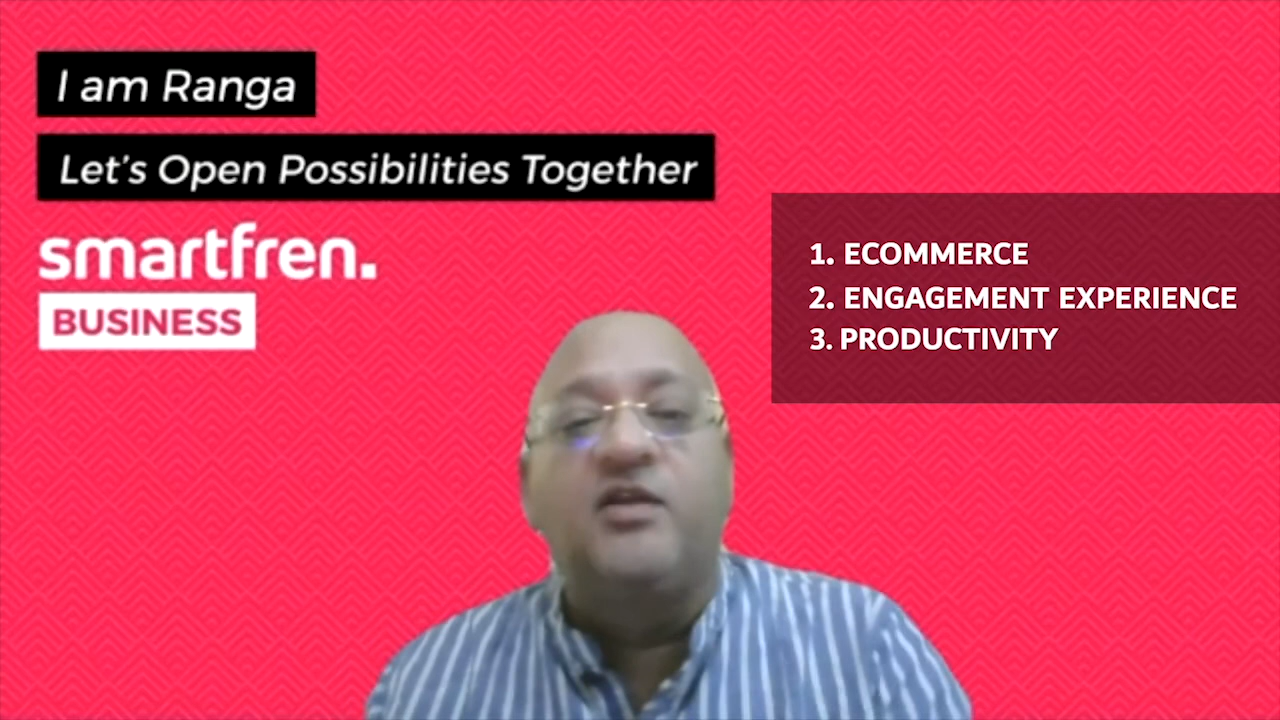 I am Ranga
Let's Open Possibilities Together
smartfren.
BUSINESS
1. ECOMMERCE
2. ENGAGEMENT EXPERIENCE
3. PRODUCTIVITY